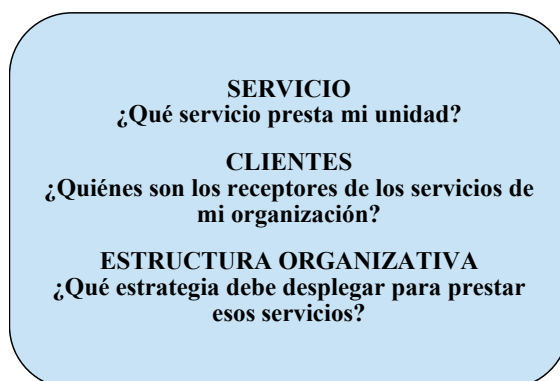 SERVICIO
¿Qué servicio presta mi unidad?
CLIENTES
¿Quiénes son los receptores de los servicios de
mi organización?
ESTRUCTURA ORGANIZATIVA
¿Qué estrategia debe desplegar para prestar
esos servicios?